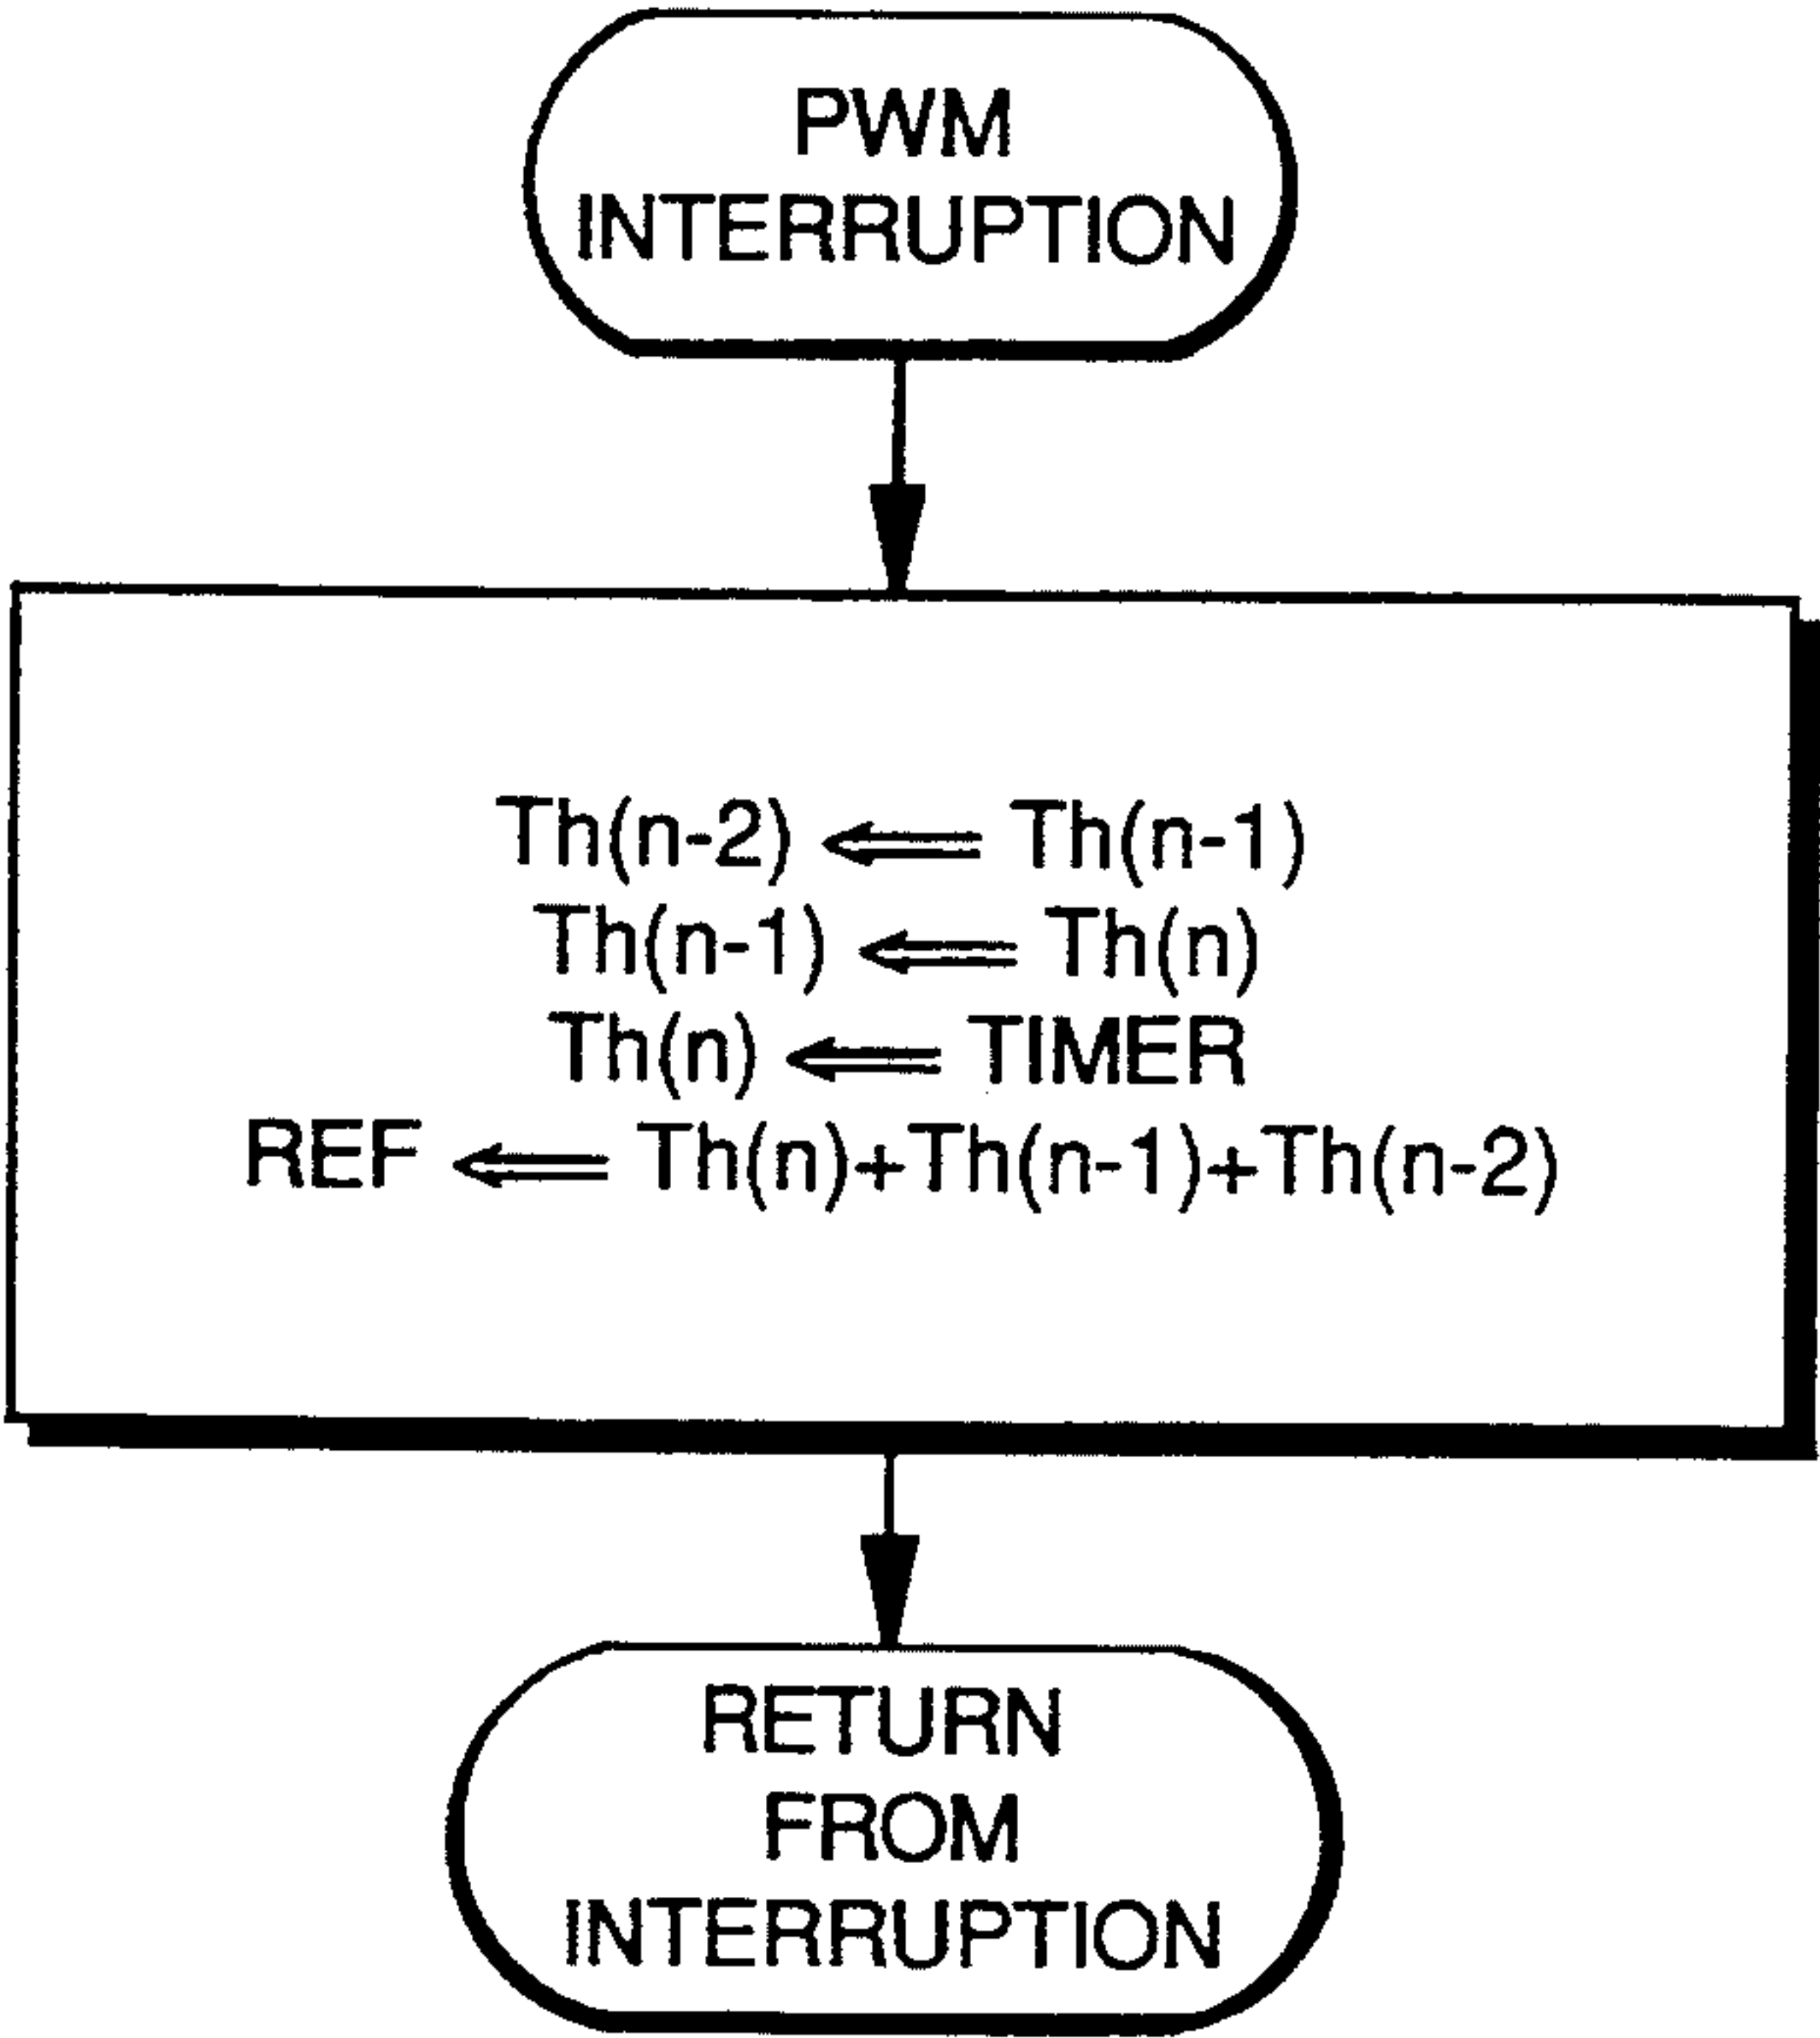 PWM
INTERRUPTION
Th(n-2) ⇐ Th(n-1)
Th(n-1) ⇐ Th(n)
Th(n) ⇐ TIMER
REF ⇐ Th(n)+Th(n-1)+Th(n-2)
RETURN
FROM
INTERRUPTION